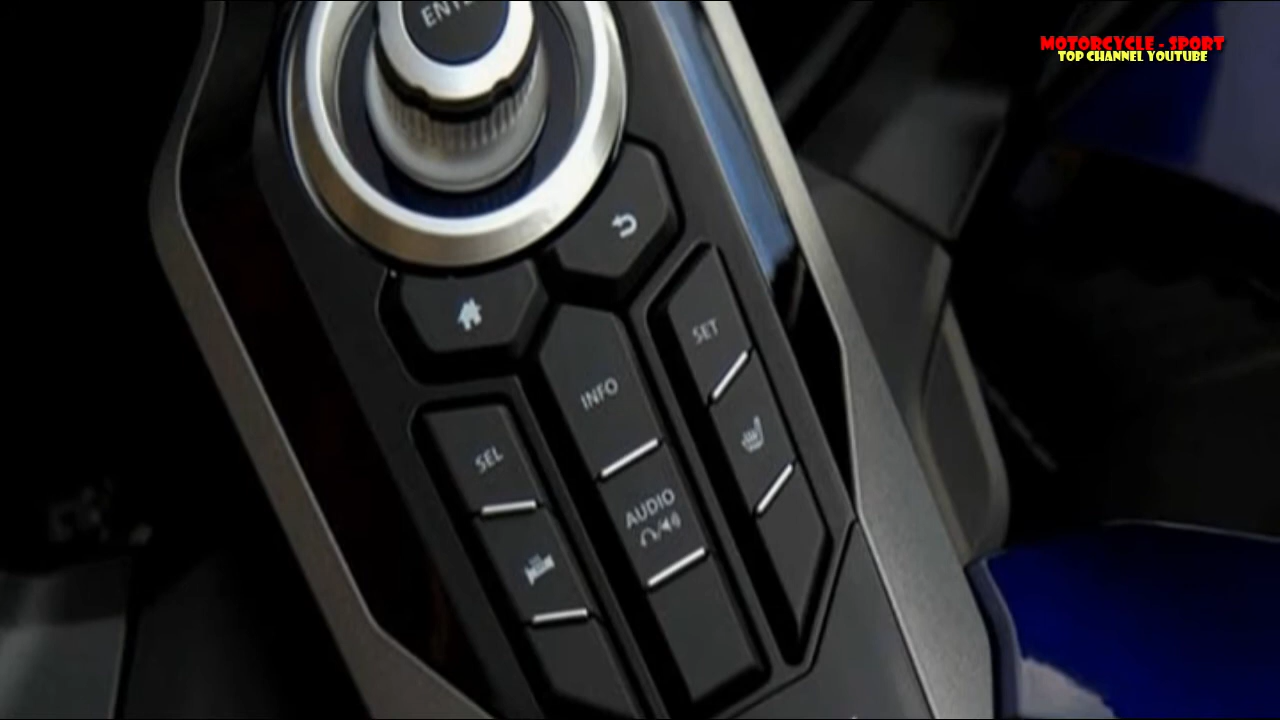 MOTORCYCLE - SPORT
TOP CHANNEL YOUTUBE
SET
INFO
SEL
AUDIO